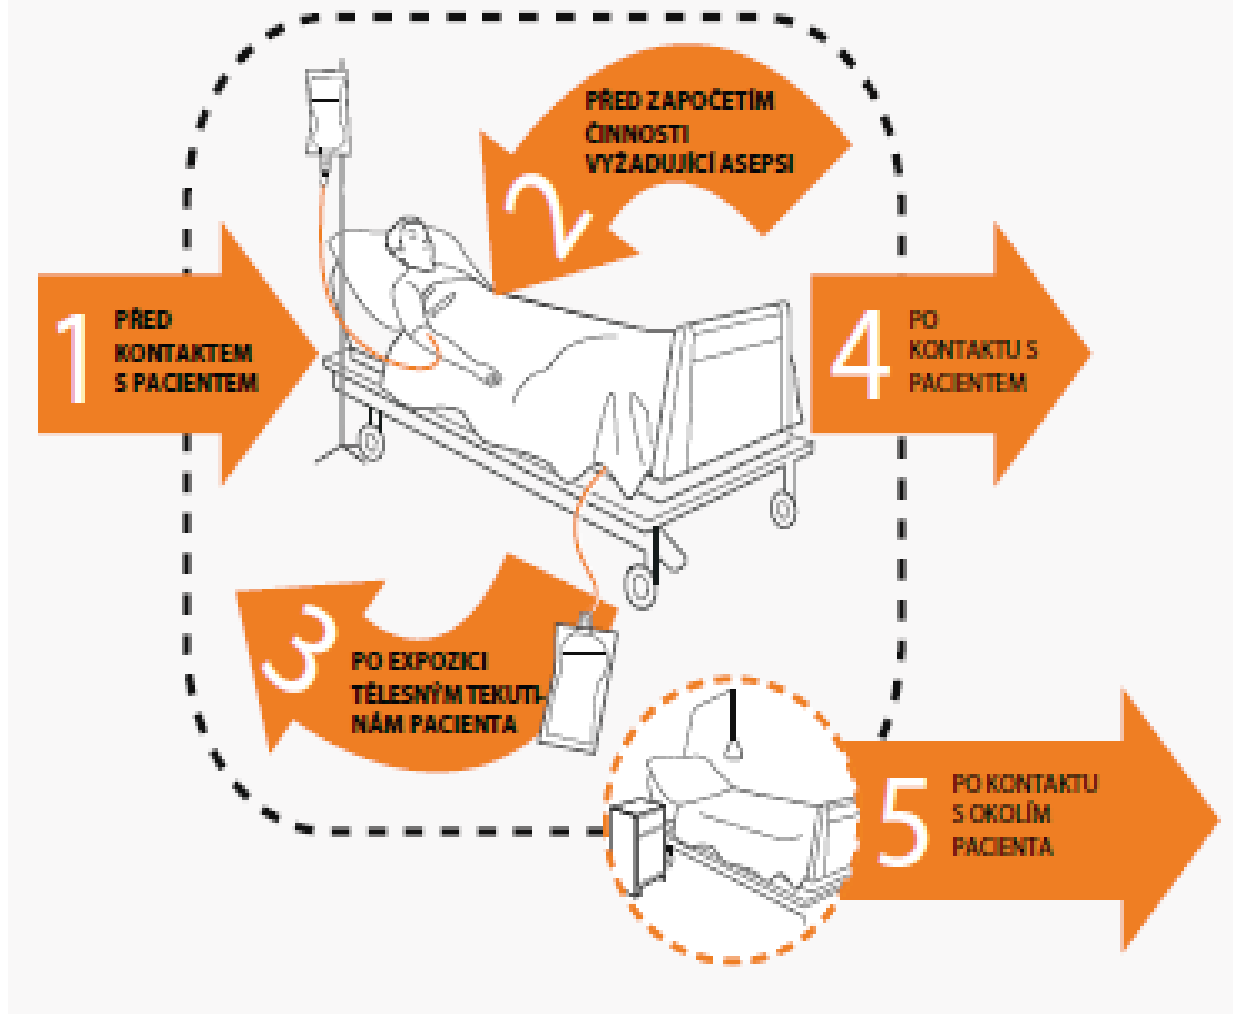 1
PŘED
KONTAKTEM
S PACIENTEM
2
PŘED ZAPOČETÍM
ČINNOSTI
VYŽADUJÍCÍ ASEPSI
3
PO EXPOZICI
TĚLESNÝM TEKUTI-
NÁM PACIENTA
4
PO
KONTAKTU S
PACIENTEM
5
PO KONTAKTU
S OKOLÍM
PACIENTA